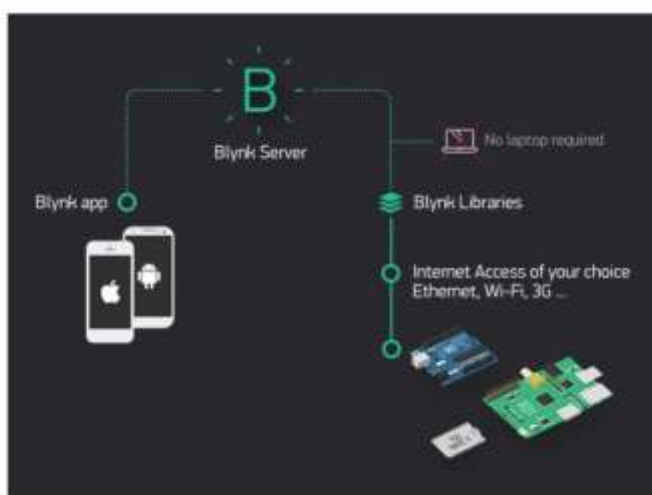 B
Blynk Server
No laptop required
Blynk app
Blynk Libraries
Internet Access of your choice
Ethernet, Wi-Fi, 3G ...